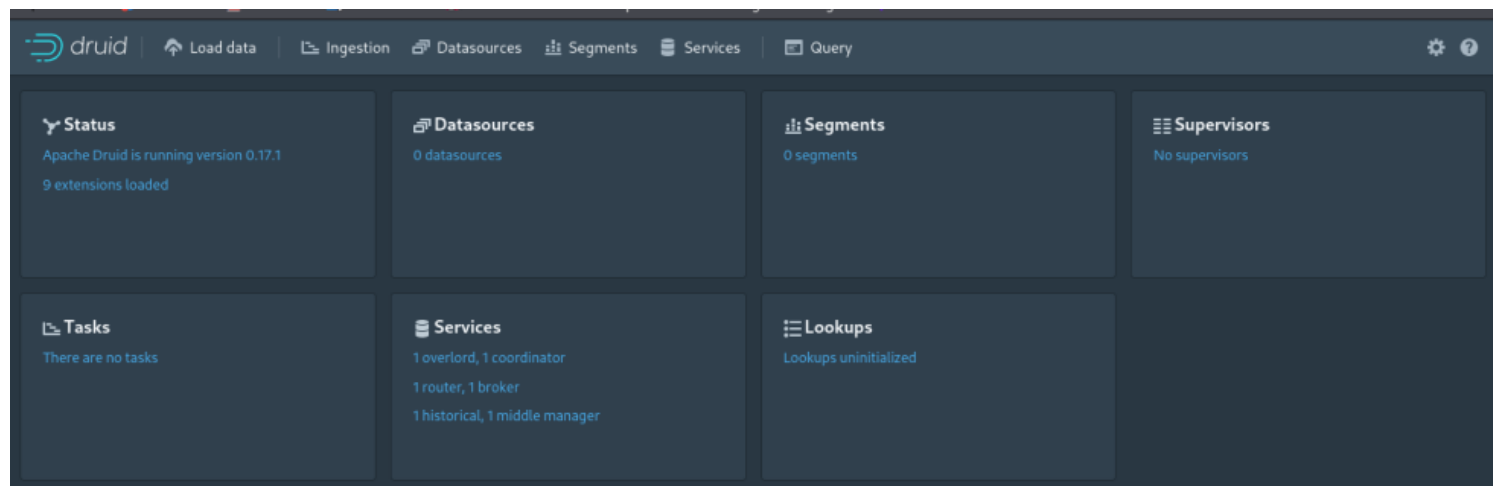 druid Load data Ingestion Datasources Segments Services Query
Status
Apache Druid is running version 0.17.1
9 extensions loaded
Datasources
0 datasources
Segments
0 segments
Supervisors
No supervisors
Tasks
There are no tasks
Services
1 overlord, 1 coordinator
1 router, 1 broker
1 historical, 1 middle manager
Lookups
Lookups uninitialized